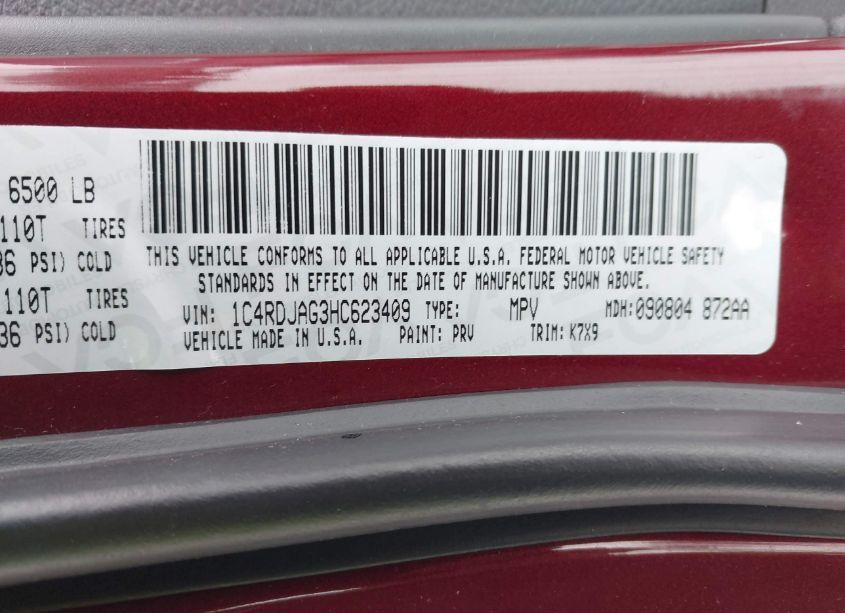 6500 LB
110T TIRES
36 PSI) COLD
110T TIRES
36 PSI) COLD
THIS VEHICLE CONFORMS TO ALL APPLICABLE U.S.A. FEDERAL MOTOR VEHICLE SAFETY
STANDARDS IN EFFECT ON THE DATE OF MANUFACTURE SHOWN ABOVE.
VIN: 1C4RDJAG3HC623409 TYPE: MPV MDH: 090804 872AA
VEHICLE MADE IN U.S.A. PAINT: PRV TRIM: K7X9